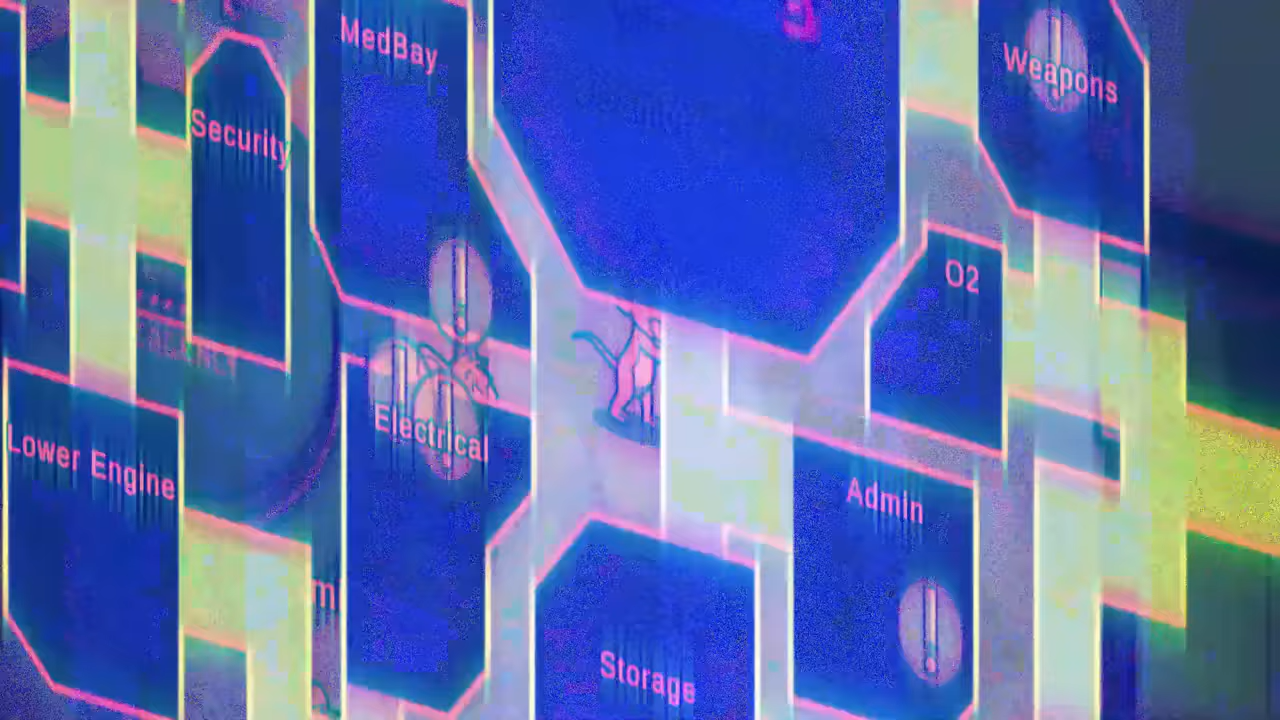 MedBay
Weapons
Security
O2
Electrical
Lower Engine
Admin
Storage